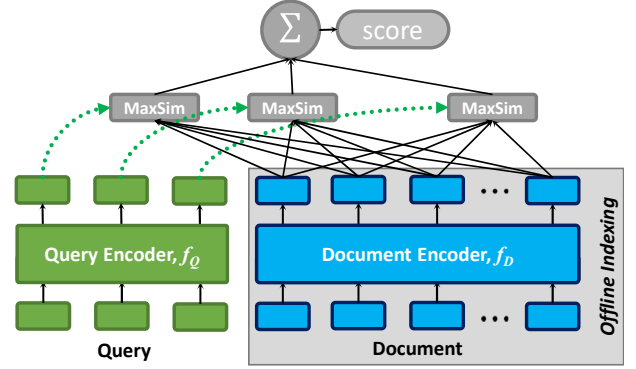 Σ
score
MaxSim
MaxSim
MaxSim
Query Encoder, f_Q
Document Encoder, f_D
Offline Indexing
Query
Document